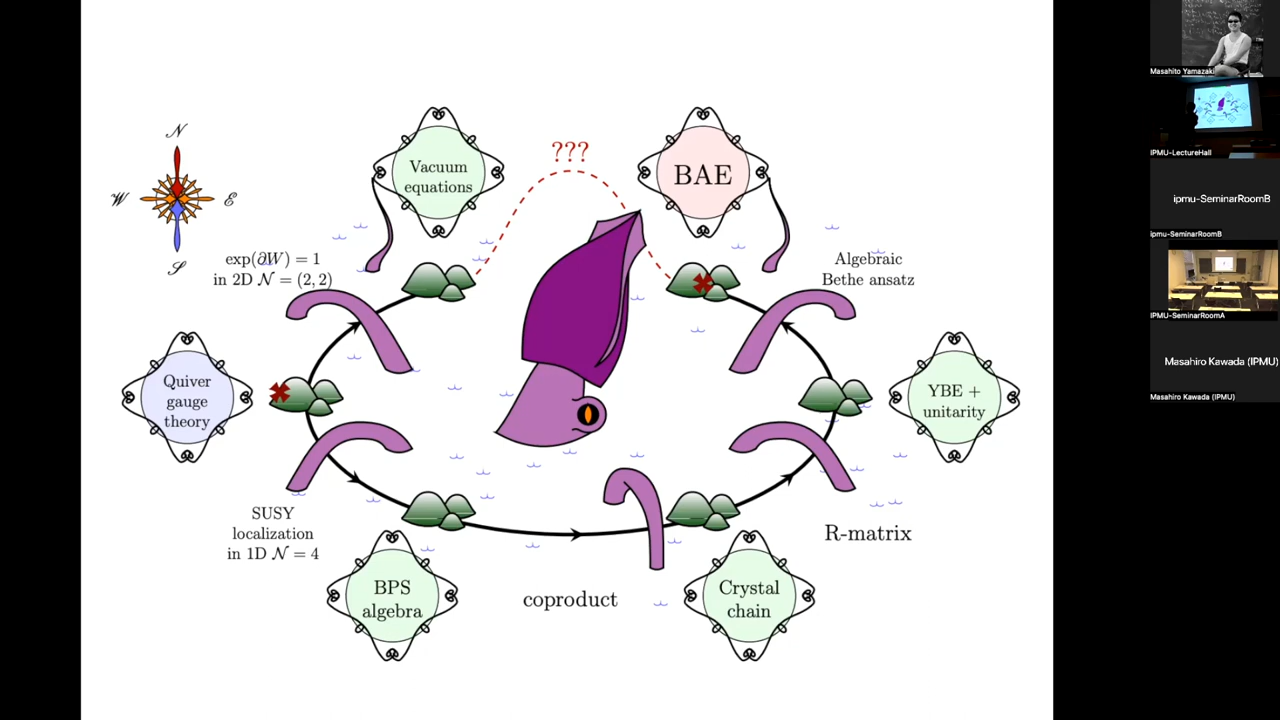 N
W
E
S
Vacuum
equations
???
BAE
exp(∂W) = 1
in 2D N = (2, 2)
Algebraic
Bethe ansatz
Quiver
gauge
theory
YBE +
unitarity
SUSY
localization
in 1D N = 4
R-matrix
BPS
algebra
coproduct
Crystal
chain
Masahito Yamazaki
IPMU-LectureHall
ipmu-SeminarRoomB
ipmu-SeminarRoomB
IPMU-SeminarRoomA
Masahiro Kawada (IPMU)
Masahiro Kawada (IPMU)